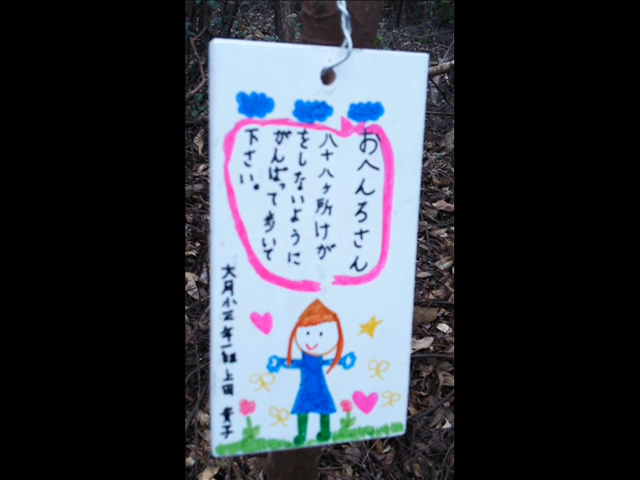 おへんろさん
八十八ヶ所けが
をしないように
がんばって歩いて
下さい。
大月小三年一組 上田 貴子